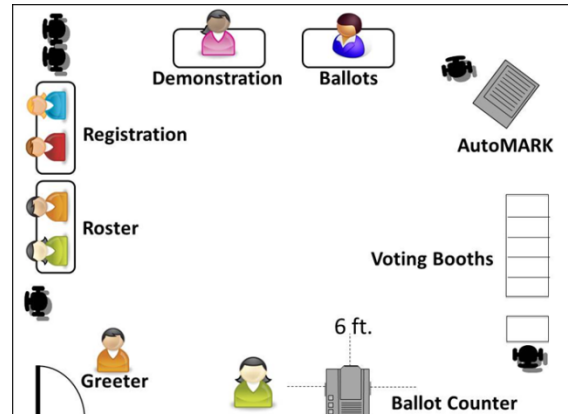 Demonstration
Ballots
Registration
AutoMARK
Roster
Voting Booths
6 ft.
Greeter
Ballot Counter